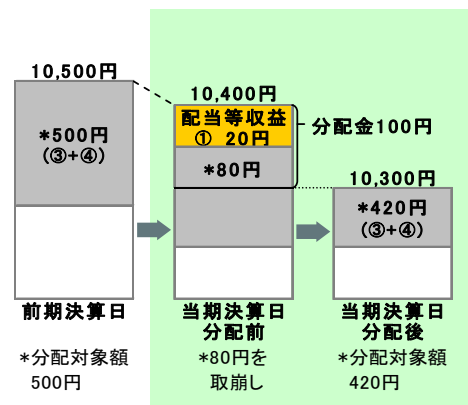 10,500円
*500円
(③+④)
前期決算日
*分配対象額
500円
10,400円
配当等収益
① 20円
*80円
分配金100円
当期決算日
分配前
*80円を
取崩し
10,300円
*420円
(③+④)
当期決算日
分配後
*分配対象額
420円